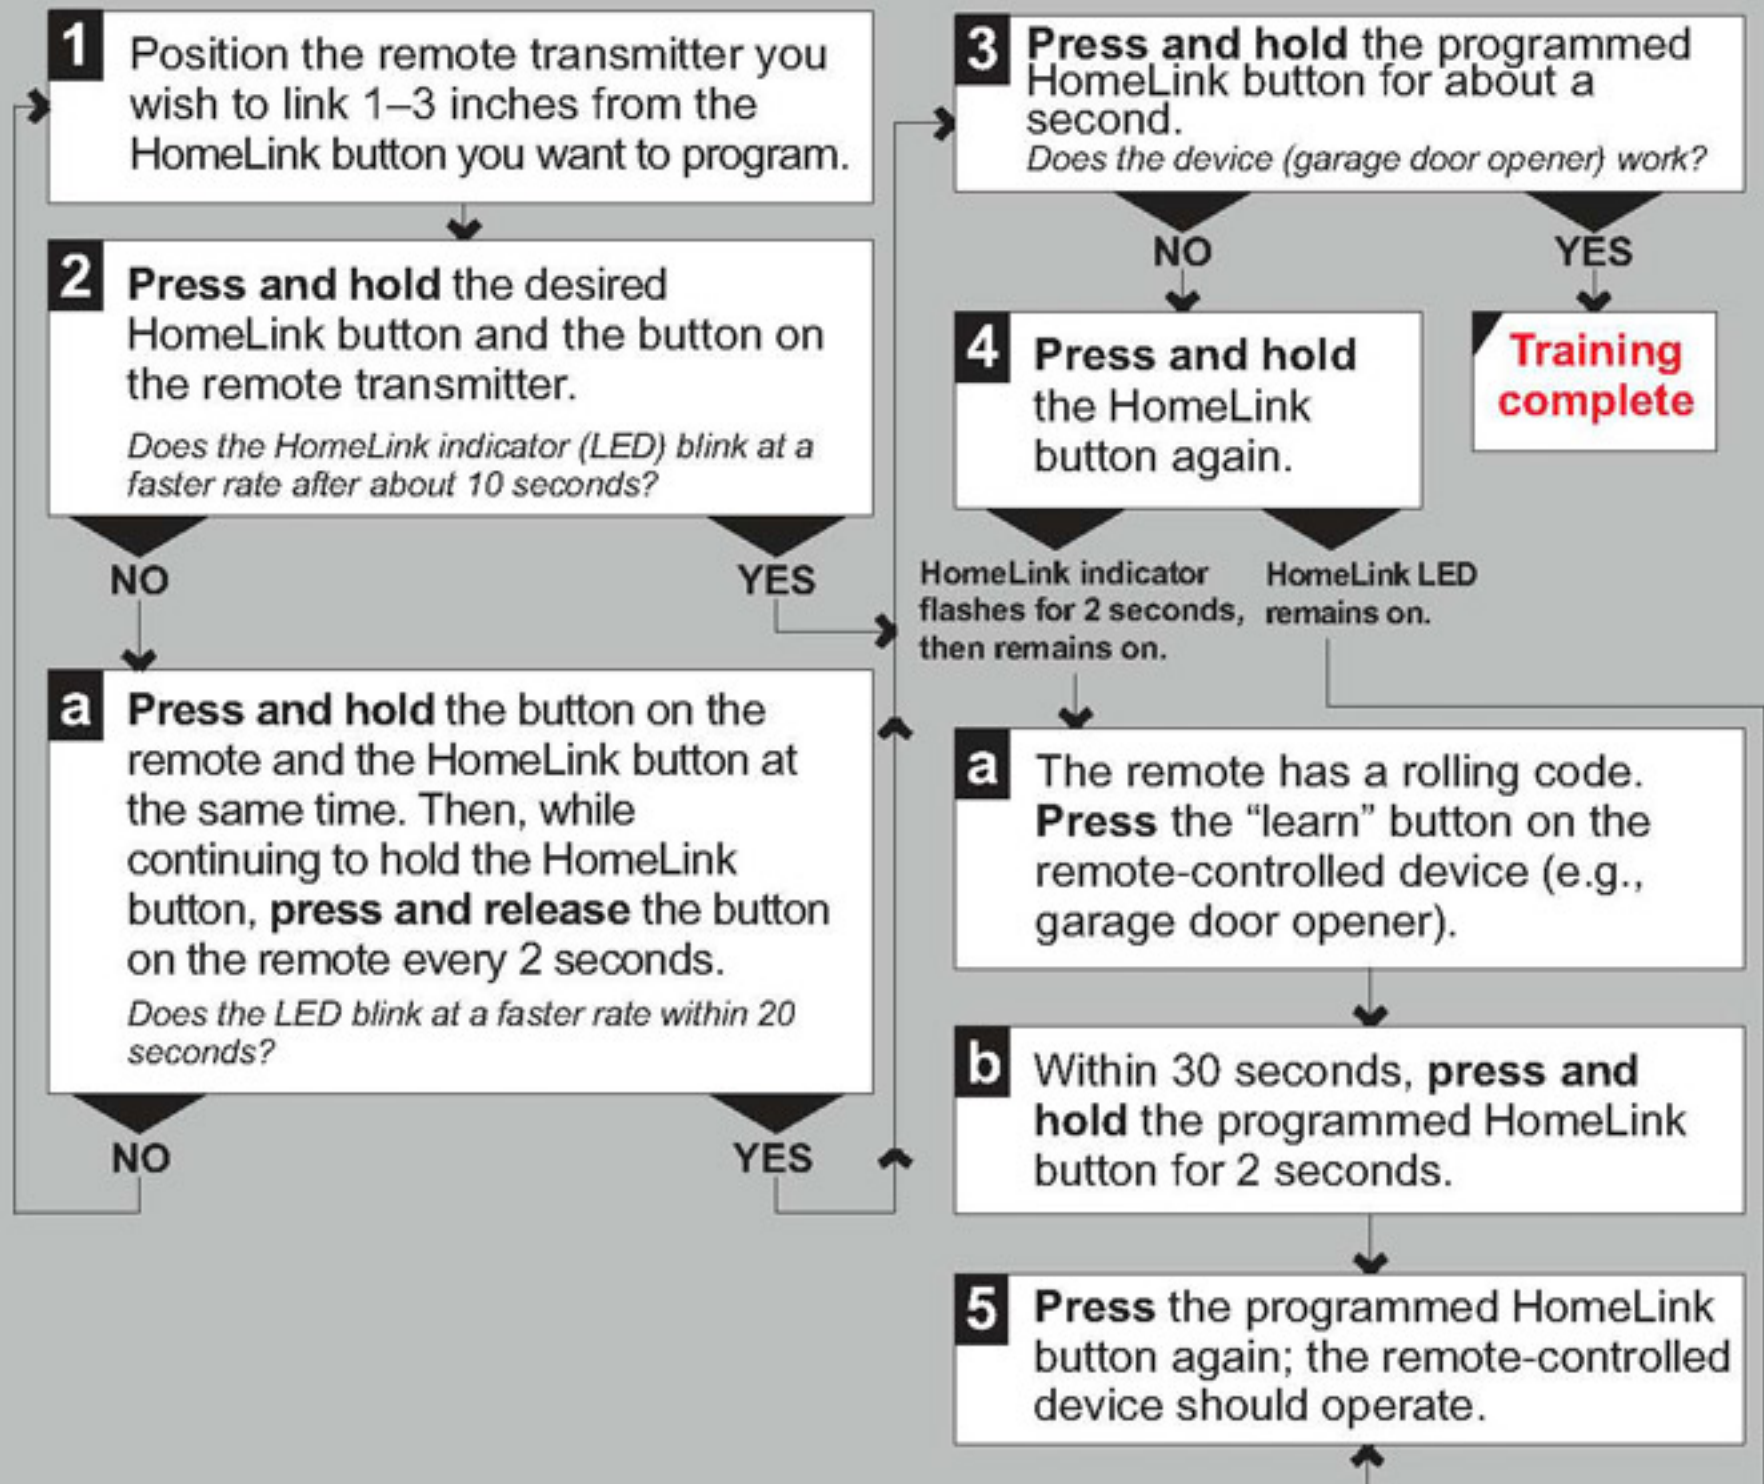 1 Position the remote transmitter you
wish to link 1–3 inches from the
HomeLink button you want to program.
2 Press and hold the desired
HomeLink button and the button on
the remote transmitter.
Does the HomeLink indicator (LED) blink at a
faster rate after about 10 seconds?
NO
YES
a Press and hold the button on the
remote and the HomeLink button at
the same time. Then, while
continuing to hold the HomeLink
button, press and release the button
on the remote every 2 seconds.
Does the LED blink at a faster rate within 20
seconds?
NO
YES
3 Press and hold the programmed
HomeLink button for about a
second.
Does the device (garage door opener) work?
NO
YES
4 Press and hold
the HomeLink
button again.
Training
complete
HomeLink indicator
flashes for 2 seconds,
then remains on.
HomeLink LED
remains on.
a The remote has a rolling code.
Press the “learn” button on the
remote-controlled device (e.g.,
garage door opener).
b Within 30 seconds, press and
hold the programmed HomeLink
button for 2 seconds.
5 Press the programmed HomeLink
button again; the remote-controlled
device should operate.